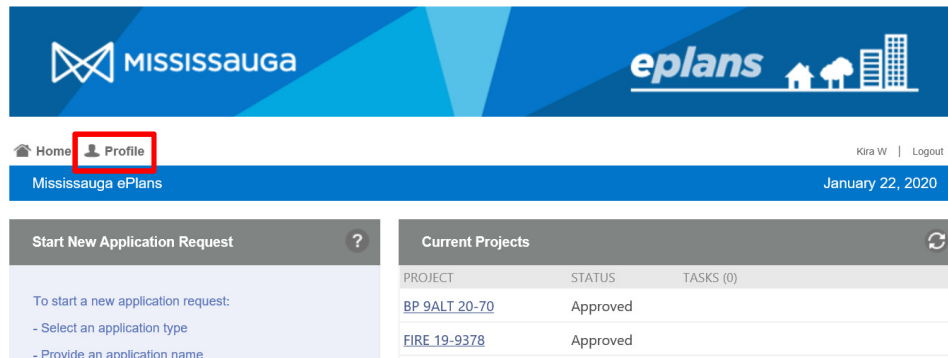 MISSISSAUGA
eplans
Home Profile
Kira W | Logout
Mississauga ePlans
January 22, 2020
Start New Application Request ?
To start a new application request:
- Select an application type
- Provide an application name
Current Projects
PROJECT STATUS TASKS (0)
BP 9ALT 20-70 Approved
FIRE 19-9378 Approved